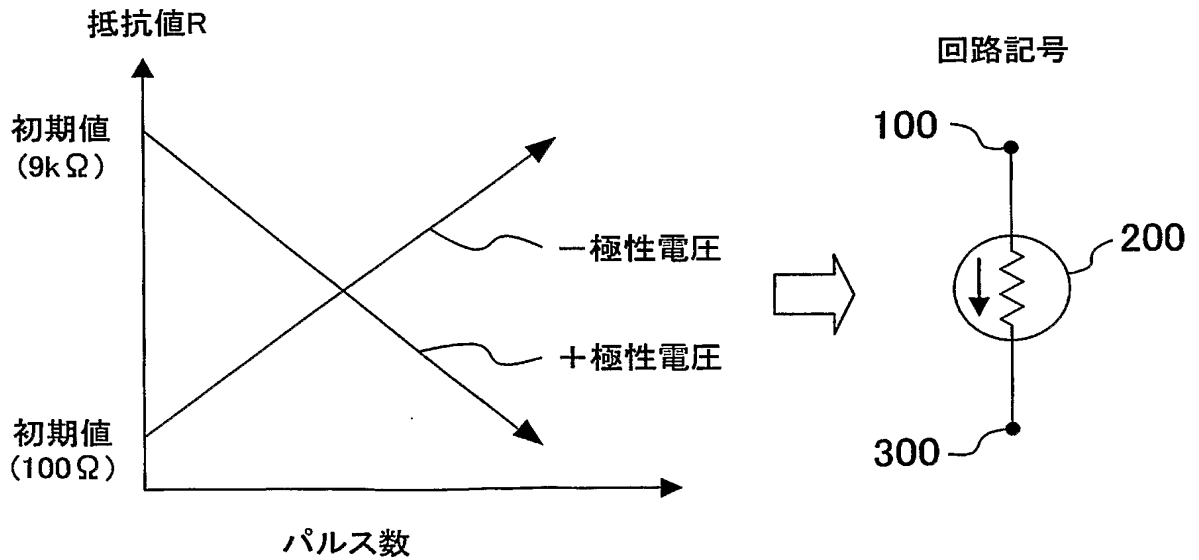 抵抗値R
初期値
(9kΩ)
－極性電圧
＋極性電圧
初期値
(100Ω)
パルス数
回路記号
100
200
300